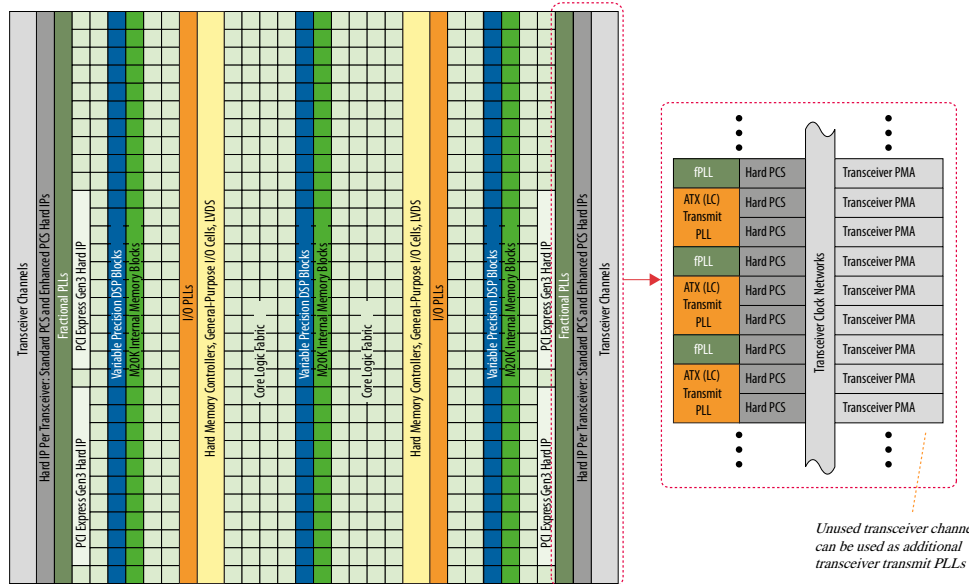 Transceiver Channels
Hard IP Per Transceiver: Standard PCS and Enhanced PCS Hard IPs
Fractional PLLs
PCI Express Gen3 Hard IP
PCI Express Gen3 Hard IP
Variable Precision DSP Blocks
M20K Internal Memory Blocks
I/O PLLs
Hard Memory Controllers, General-Purpose I/O Cells, LVDS
Core Logic Fabric
Variable Precision DSP Blocks
M20K Internal Memory Blocks
Core Logic Fabric
Hard Memory Controllers, General-Purpose I/O Cells, LVDS
I/O PLLs
Variable Precision DSP Blocks
M20K Internal Memory Blocks
PCI Express Gen3 Hard IP
PCI Express Gen3 Hard IP
Fractional PLLs
Hard IP Per Transceiver: Standard PCS and Enhanced PCS Hard IPs
Transceiver Channels
fPLL
ATX (LC)
Transmit
PLL
fPLL
ATX (LC)
Transmit
PLL
fPLL
ATX (LC)
Transmit
PLL
Hard PCS
Hard PCS
Hard PCS
Hard PCS
Hard PCS
Hard PCS
Hard PCS
Hard PCS
Hard PCS
Transceiver Clock Networks
Transceiver PMA
Transceiver PMA
Transceiver PMA
Transceiver PMA
Transceiver PMA
Transceiver PMA
Transceiver PMA
Transceiver PMA
Transceiver PMA
Unused transceiver channe
can be used as additional
transceiver transmit PLLs